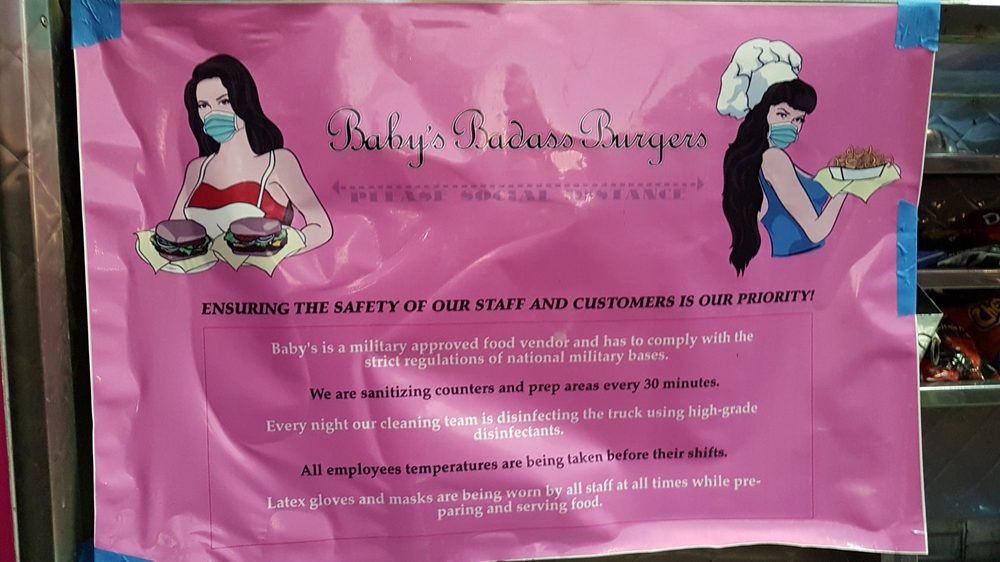 Baby's Badass Burgers
PLEASE SOCIAL DISTANCE
ENSURING THE SAFETY OF OUR STAFF AND CUSTOMERS IS OUR PRIORITY!
Baby's is a military approved food vendor and has to comply with the
strict regulations of national military bases.
We are sanitizing counters and prep areas every 30 minutes.
Every night our cleaning team is disinfecting the truck using high-grade
disinfectants.
All employees temperatures are being taken before their shifts.
Latex gloves and masks are being worn by all staff at all times while pre-
paring and serving food.